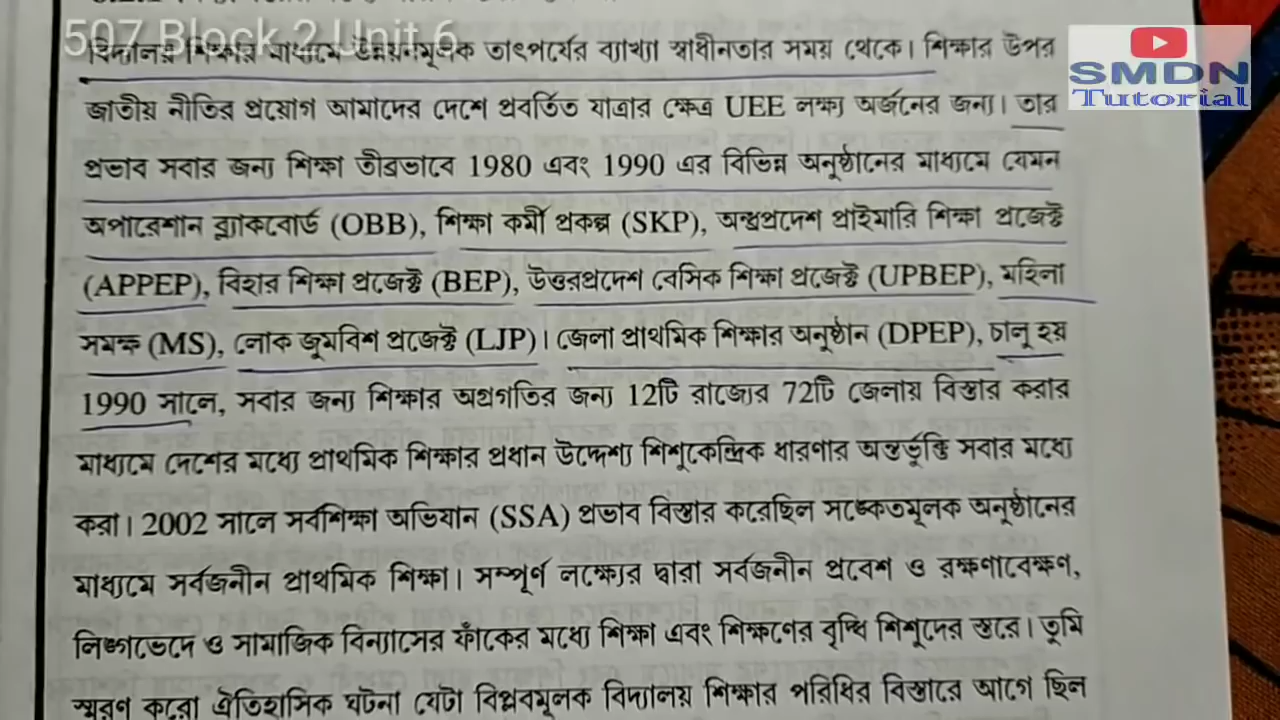 507 Block 2 Unit 6
SMDN
Tutorial
বিদ্যালয় শিক্ষার মাধ্যমে উন্নয়নমূলক তাৎপর্যের ব্যাখ্যা স্বাধীনতার সময় থেকে। শিক্ষার উপর
জাতীয় নীতির প্রয়োগ আমাদের দেশে প্রবর্তিত যাত্রার ক্ষেত্র UEE লক্ষ্য অর্জনের জন্য। তার
প্রভাব সবার জন্য শিক্ষা তীব্রভাবে 1980 এবং 1990 এর বিভিন্ন অনুষ্ঠানের মাধ্যমে যেমন
অপারেশান ব্ল্যাকবোর্ড (OBB), শিক্ষা কর্মী প্রকল্প (SKP), অন্ধ্রপ্রদেশ প্রাইমারি শিক্ষা প্রজেক্ট
(APPEP), বিহার শিক্ষা প্রজেক্ট (BEP), উত্তরপ্রদেশ বেসিক শিক্ষা প্রজেক্ট (UPBEP), মহিলা
সমক্ষ (MS), লোক জুমবিশ প্রজেক্ট (LJP)। জেলা প্রাথমিক শিক্ষার অনুষ্ঠান (DPEP), চালু হয়
1990 সালে, সবার জন্য শিক্ষার অগ্রগতির জন্য 12টি রাজ্যের 72টি জেলায় বিস্তার করার
মাধ্যমে দেশের মধ্যে প্রাথমিক শিক্ষার প্রধান উদ্দেশ্য শিশুকেন্দ্রিক ধারণার অন্তর্ভুক্তি সবার মধ্যে
করা। 2002 সালে সর্বশিক্ষা অভিযান (SSA) প্রভাব বিস্তার করেছিল সঙ্কেতমূলক অনুষ্ঠানের
মাধ্যমে সর্বজনীন প্রাথমিক শিক্ষা। সম্পূর্ণ লক্ষ্যের দ্বারা সর্বজনীন প্রবেশ ও রক্ষণাবেক্ষণ,
লিঙ্গভেদে ও সামাজিক বিন্যাসের ফাঁকের মধ্যে শিক্ষা এবং শিক্ষণের বৃদ্ধি শিশুদের স্তরে। তুমি
স্মরণ করো ঐতিহাসিক ঘটনা যেটা বিপ্লবমূলক বিদ্যালয় শিক্ষার পরিধির বিস্তারে আগে ছিল